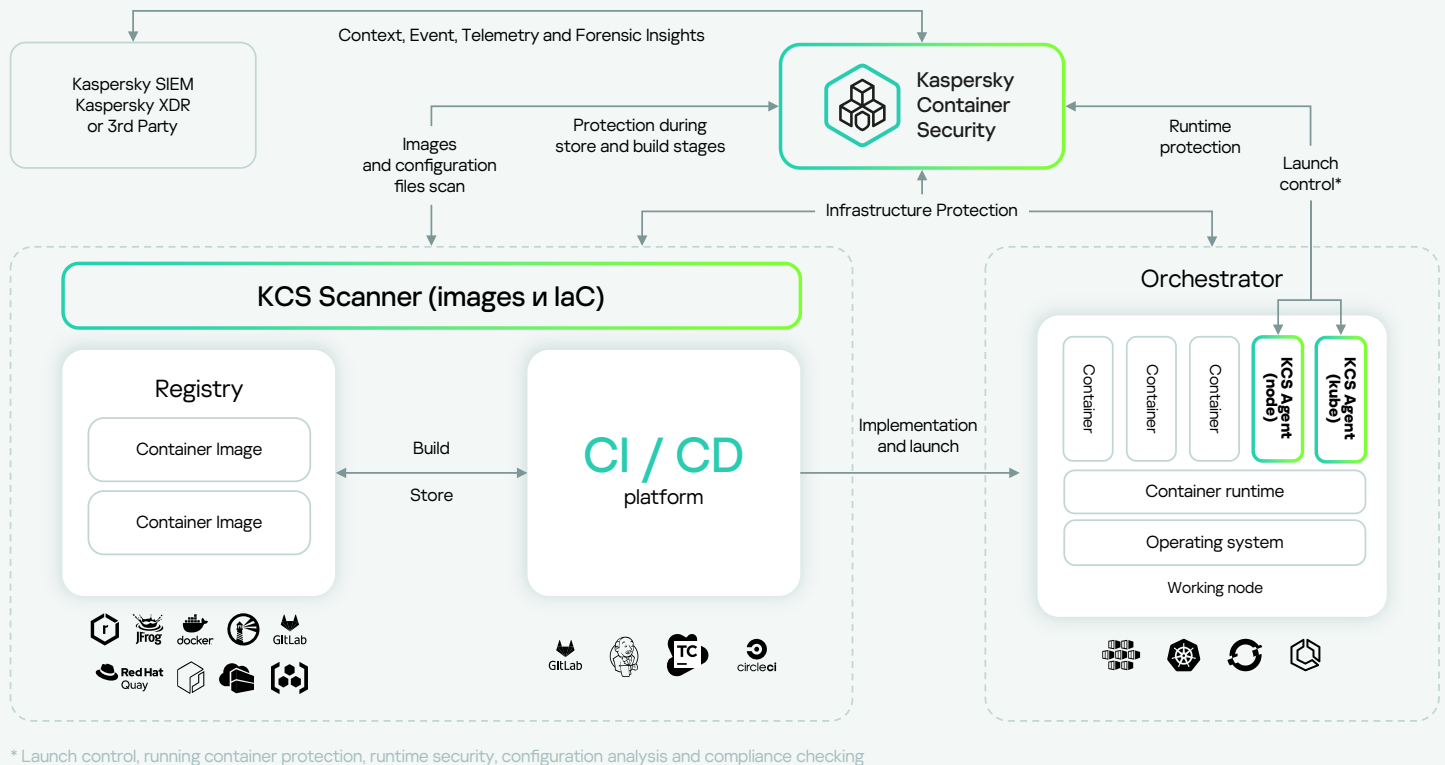 Context, Event, Telemetry and Forensic Insights
Kaspersky SIEM
Kaspersky XDR
or 3rd Party
Kaspersky
Container
Security
Protection during
store and build stages
Images
and configuration
files scan
Runtime
protection
Launch
control*
Infrastructure Protection
KCS Scanner (images и IaC)
Registry
Container Image
Container Image
Build
Store
CI / CD
platform
Implementation
and launch
Orchestrator
Container
Container
Container
KCS Agent
(node)
KCS Agent
(kube)
Container runtime
Operating system
Working node
r
JFrog
docker
GitLab
Red Hat
Quay
GitLab
TC
circleci
* Launch control, running container protection, runtime security, configuration analysis and compliance checking